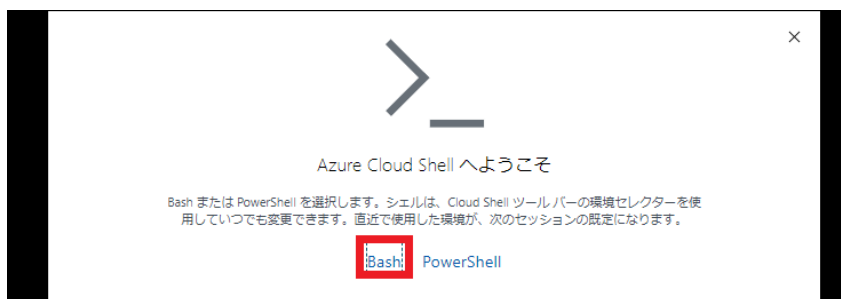 Azure Cloud Shell へようこそ
Bash または PowerShell を選択します。シェルは、Cloud Shell ツール バーの環境セレクターを使
用していつでも変更できます。直近で使用した環境が、次のセッションの既定になります。
Bash PowerShell